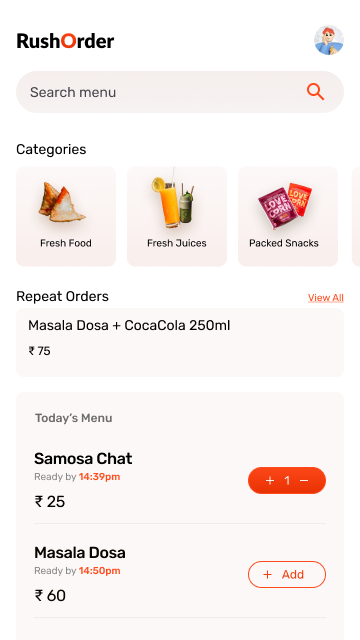 RushOrder
Search menu
Categories
LOVE CORN
LOVE CORN
Fresh Food
Fresh Juices
Packed Snacks
Repeat Orders
View All
Masala Dosa + CocaCola 250ml
₹ 75
Today's Menu
Samosa Chat
Ready by 14:39pm
₹ 25
+ 1 −
Masala Dosa
Ready by 14:50pm
₹ 60
+ Add